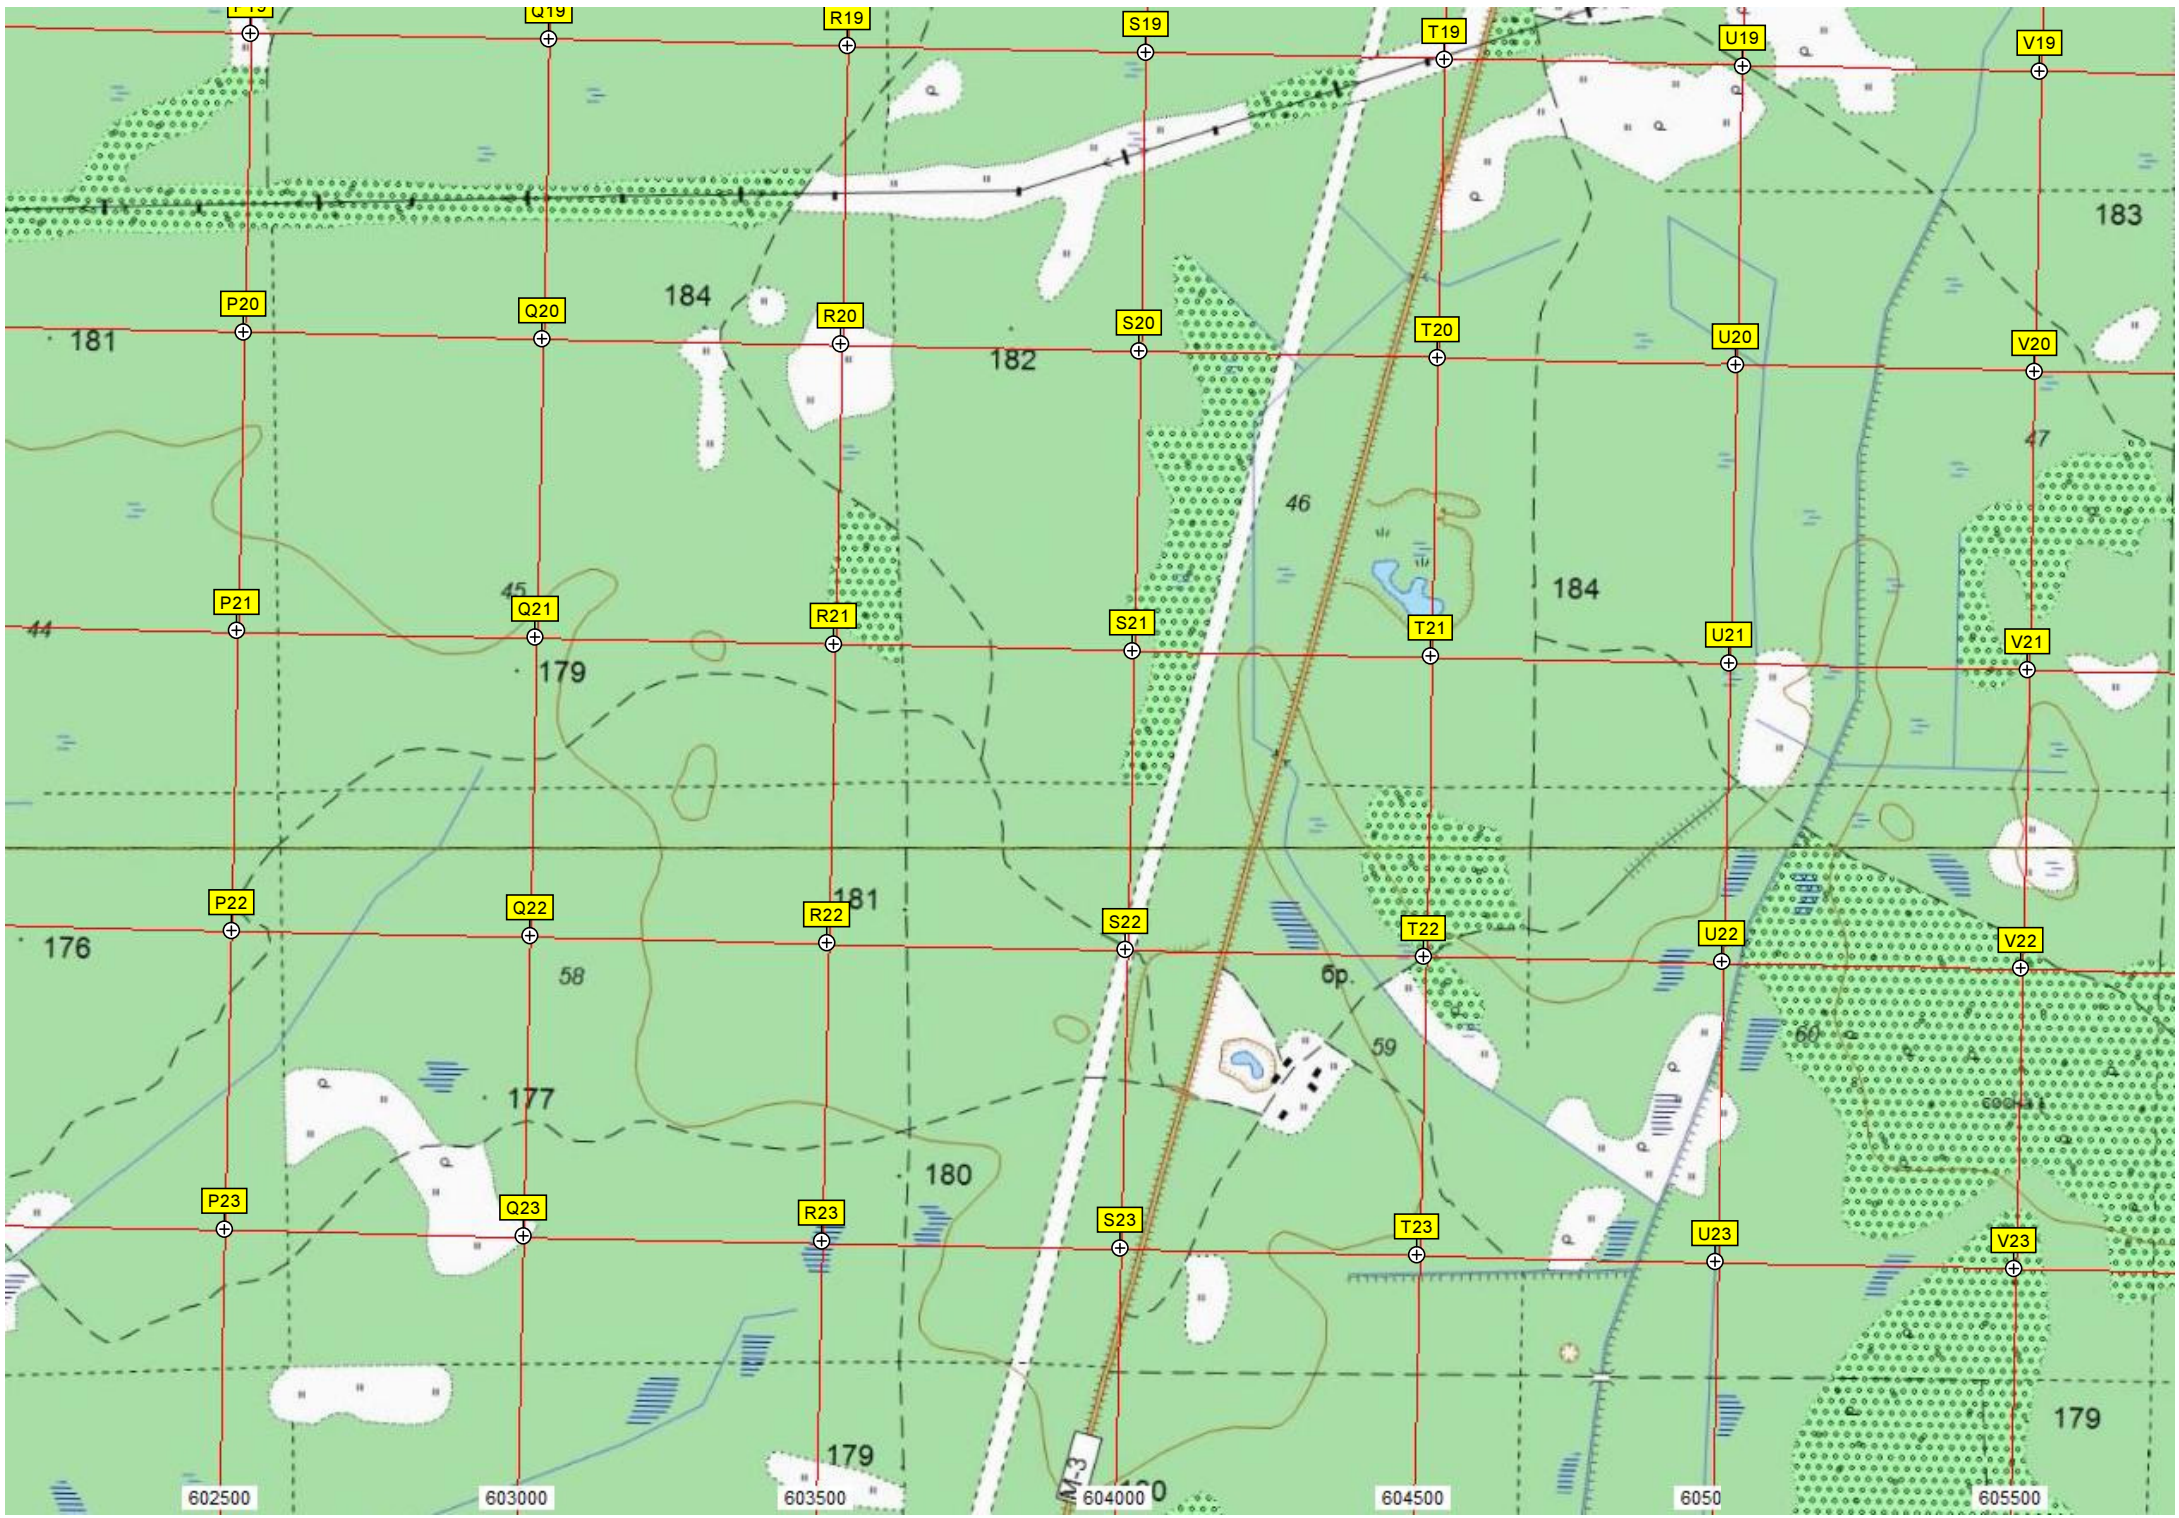 P19 Q19 R19 S19 T19 U19 V19
183
184
P20 Q20 R20 S20 T20 U20 V20
181
182
47
46
184
45
P21 Q21 R21 S21 T21 U21 V21
44
179
P22 Q22 R22 S22 T22 U22 V22
181
176
58
бр.
59
60
177
180
P23 Q23 R23 S23 T23 U23 V23
179
179
М-3
602500 603000 603500 604000 604500 6050 605500